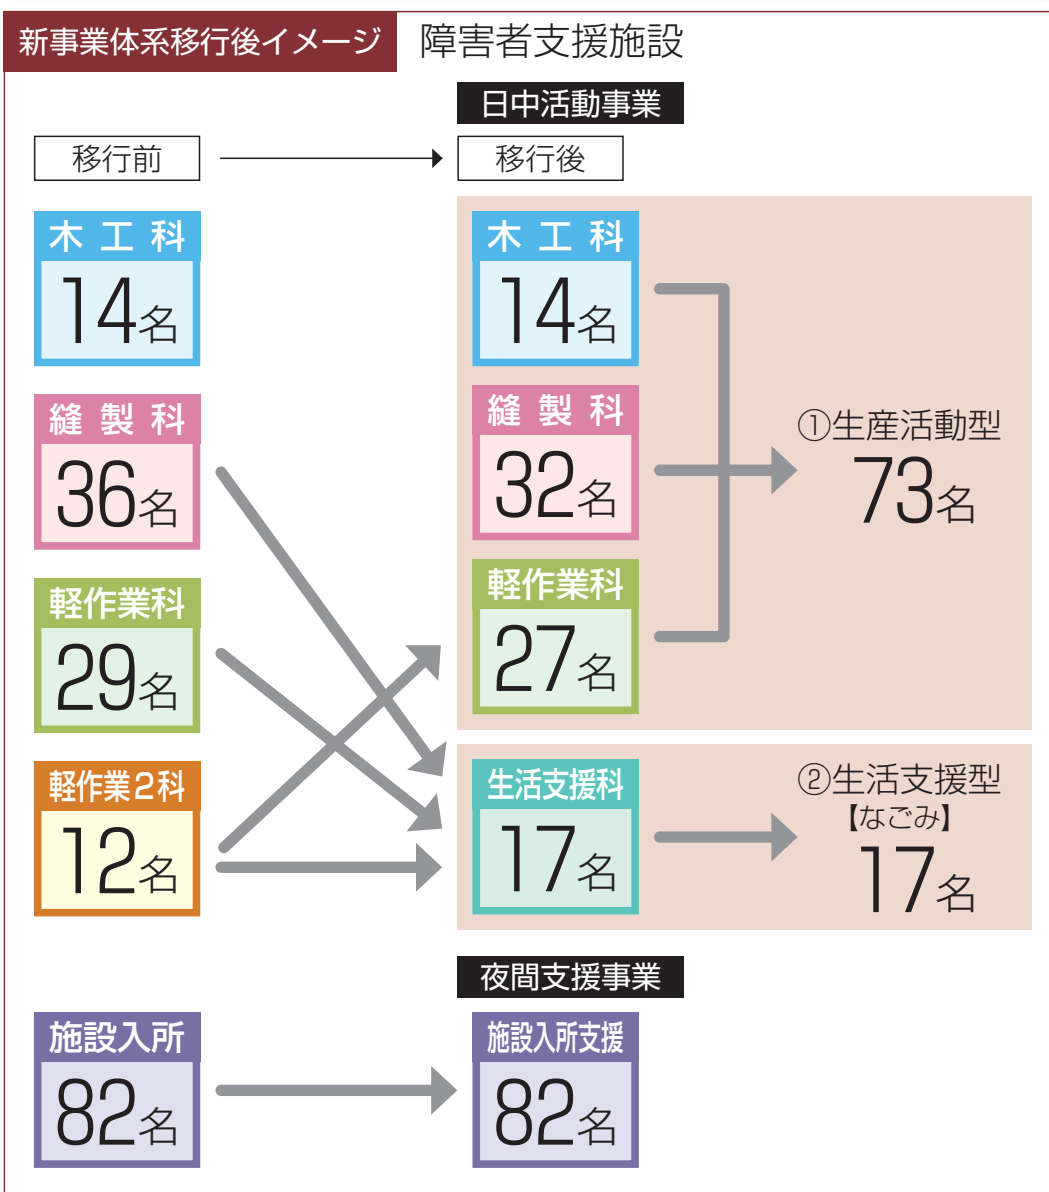 新事業体系移行後イメージ
障害者支援施設
日中活動事業
移行前
移行後
木工科
14名
縫製科
36名
軽作業科
29名
軽作業2科
12名
木工科
14名
縫製科
32名
軽作業科
27名
①生産活動型
73名
生活支援科
17名
②生活支援型
【なごみ】
17名
夜間支援事業
施設入所
82名
施設入所支援
82名